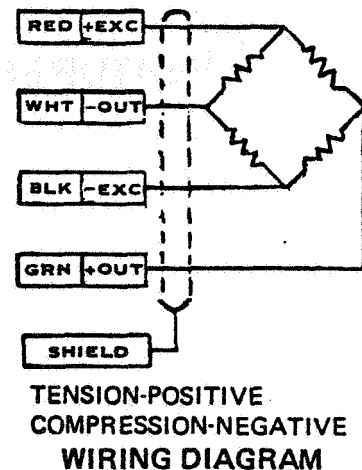 RED +EXC
WHT -OUT
BLK -EXC
GRN +OUT
SHIELD
TENSION-POSITIVE
COMPRESSION-NEGATIVE
WIRING DIAGRAM